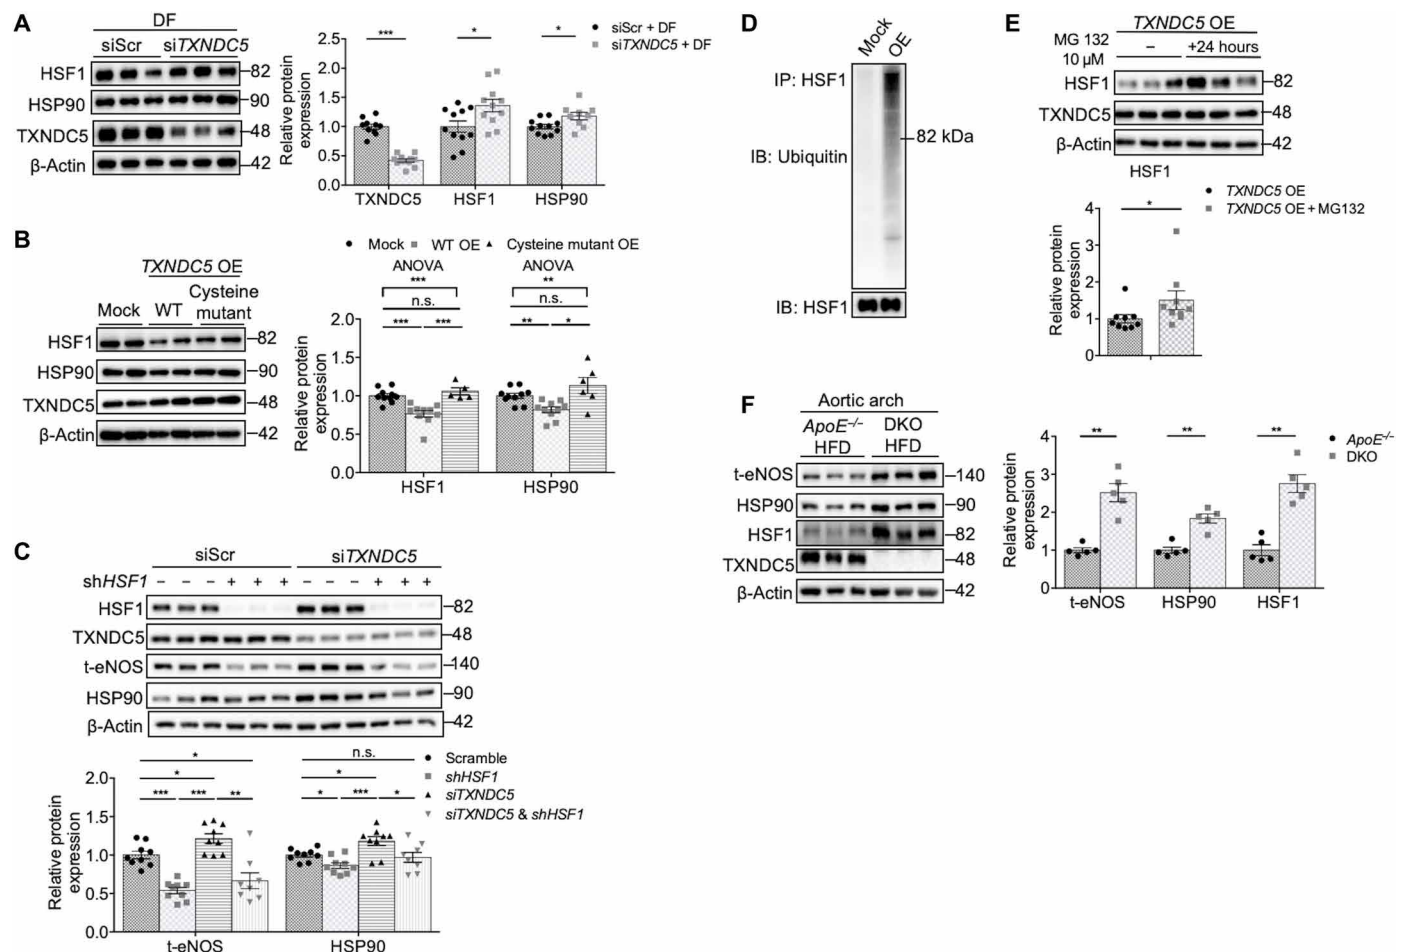 A
DF
siScr siTXNDC5
HSF1 82
HSP90 90
TXNDC5 48
β-Actin 42
Relative protein
expression
2.5
2.0
1.5
1.0
0.5
0.0
*** * *
TXNDC5 HSF1 HSP90
siScr + DF
siTXNDC5 + DF
B
TXNDC5 OE
Mock WT Cysteine
mutant
HSF1 82
HSP90 90
TXNDC5 48
β-Actin 42
Mock WT OE Cysteine mutant OE
ANOVA ANOVA
*** **
n.s. n.s.
*** *** ** *
Relative protein
expression
2.0
1.5
1.0
0.5
0.0
HSF1 HSP90
C
siScr siTXNDC5
shHSF1 – – – + + + – – – + + +
HSF1 82
TXNDC5 48
t-eNOS 140
HSP90 90
β-Actin 42
* n.s.
* *
*** *** ** * *** *
Relative protein
expression
2.0
1.5
1.0
0.5
0.0
t-eNOS HSP90
Scramble
shHSF1
siTXNDC5
siTXNDC5 & shHSF1
D
Mock OE
IP: HSF1
82 kDa
IB: Ubiquitin
IB: HSF1
E
TXNDC5 OE
MG 132
10 µM
– +24 hours
HSF1 82
TXNDC5 48
β-Actin 42
HSF1
TXNDC5 OE
TXNDC5 OE + MG132
*
Relative protein
expression
4
3
2
1
0
F
Aortic arch
ApoE–/– DKO
HFD HFD
t-eNOS 140
HSP90 90
HSF1 82
TXNDC5 48
β-Actin 42
Relative protein
expression
4
3
2
1
0
** ** **
t-eNOS HSP90 HSF1
ApoE–/–
DKO